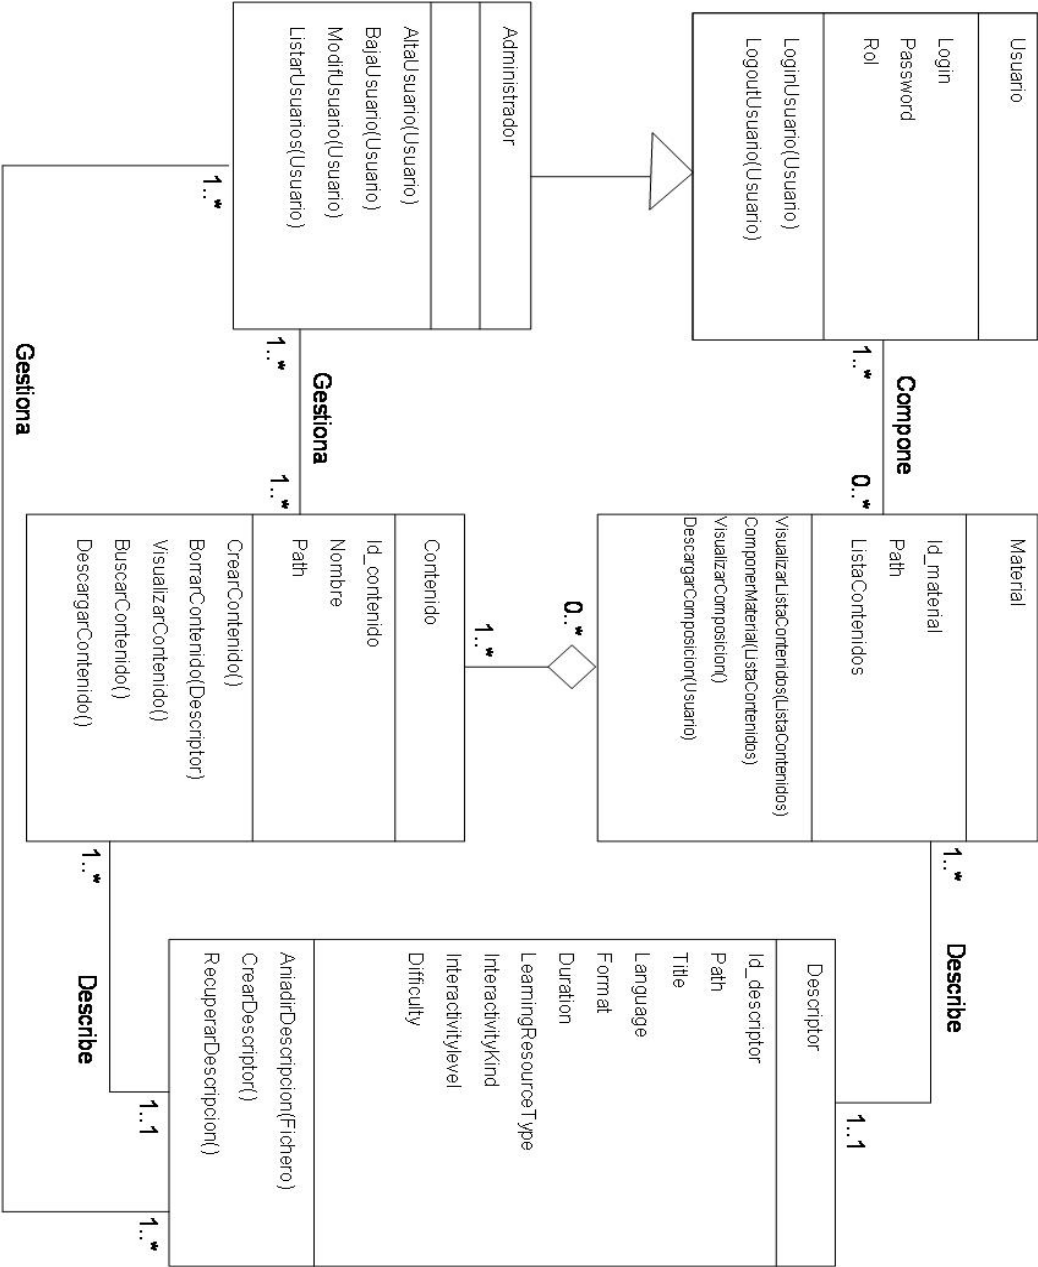 Usuario
Login
Password
Rol
LoginUsuario(Usuario)
LogoutUsuario(Usuario)
1..*
Compone
0..*
Material
Id_material
Path
ListaContenidos
VisualizarListaContenidos(ListaContenidos)
ComponerMaterial(ListaContenidos)
VisualizarComposicion()
DescargarComposicion(Usuario)
1..*
Describe
1..1
Descriptor
Id_descriptor
Path
Title
Language
Format
Duration
LearningResourceType
InteractivityKind
Interactivitylevel
Difficulty
AniadirDescripcion(Fichero)
CrearDescriptor()
RecuperarDescripcion()
0..*
1..*
Administrador
AltaUsuario(Usuario)
BajaUsuario(Usuario)
ModifUsuario(Usuario)
ListarUsuarios(Usuario)
1..*
Gestiona
1..*
Contenido
Id_contenido
Nombre
Path
CrearContenido()
BorrarContenido(Descriptor)
VisualizarContenido()
BuscarContenido()
DescargarContenido()
1..*
Describe
1..1
1..*
Gestiona
1..*